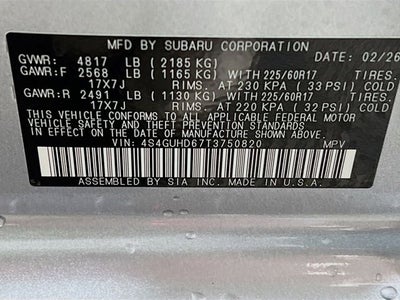 MFD. BY SUBARU CORPORATION DATE: 02/26
GVWR: 4817 LB (2185 KG)
GAWR:F 2568 LB (1165 KG) WITH 225/60R17 TIRES.
17X7J RIMS. AT 230 KPA (33 PSI) COLD
GAWR:R 2491 LB (1130 KG) WITH 225/60R17 TIRES.
17X7J RIMS. AT 220 KPA (32 PSI) COLD
THIS VEHICLE CONFORMS TO ALL APPLICABLE FEDERAL MOTOR
VEHICLE SAFETY STANDARDS IN EFFECT ON THE DATE OF
MANUFACTURE SHOWN ABOVE.
VIN: 4S4GUHD67T3750820 MPV
ASSEMBLED BY SIA INC. MADE IN U.S.A.